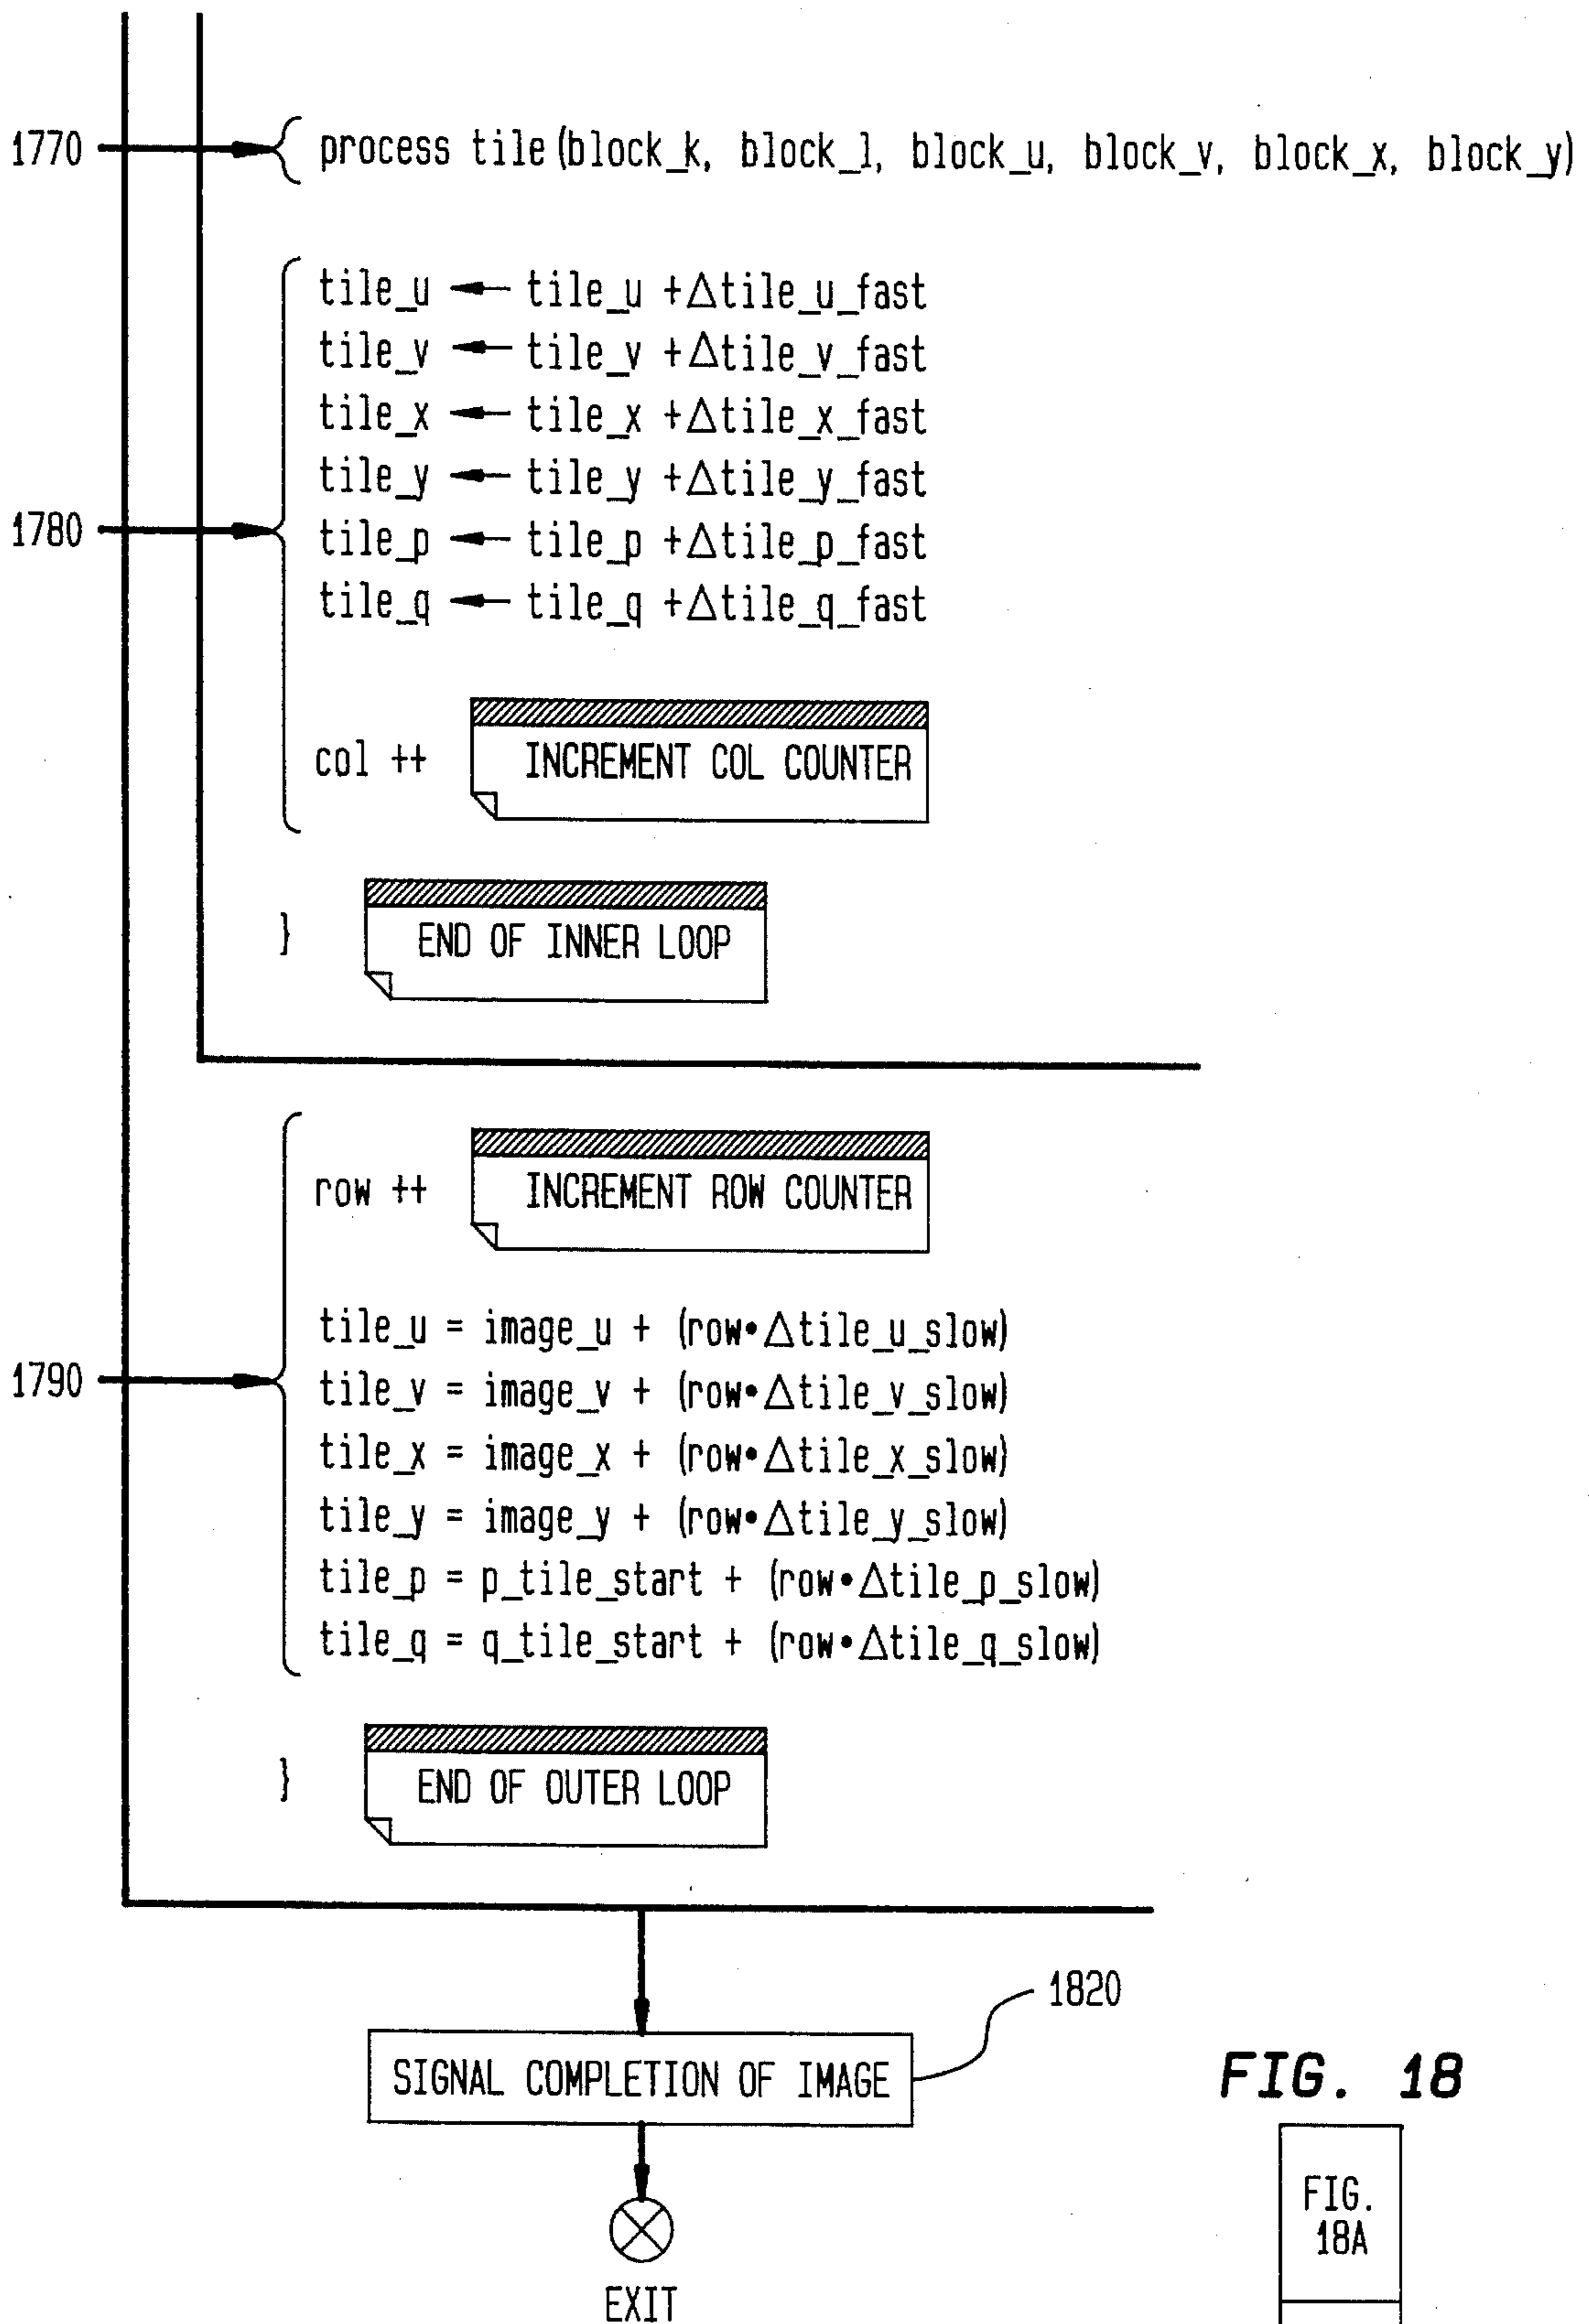 1770 { process tile (block_k, block_l, block_u, block_v, block_x, block_y)
tile_u ← tile_u +Δtile_u_fast
tile_v ← tile_v +Δtile_v_fast
tile_x ← tile_x +Δtile_x_fast
tile_y ← tile_y +Δtile_y_fast
1780
tile_p ← tile_p +Δtile_p_fast
tile_q ← tile_q +Δtile_q_fast
col ++ INCREMENT COL COUNTER
} END OF INNER LOOP
row ++ INCREMENT ROW COUNTER
tile_u = image_u + (row•Δtile_u_slow)
1790
tile_v = image_v + (row•Δtile_v_slow)
tile_x = image_x + (row•Δtile_x_slow)
tile_y = image_y + (row•Δtile_y_slow)
tile_p = p_tile_start + (row•Δtile_p_slow)
tile_q = q_tile_start + (row•Δtile_q_slow)
} END OF OUTER LOOP
1820
SIGNAL COMPLETION OF IMAGE
EXIT
FIG. 18
FIG.
18A